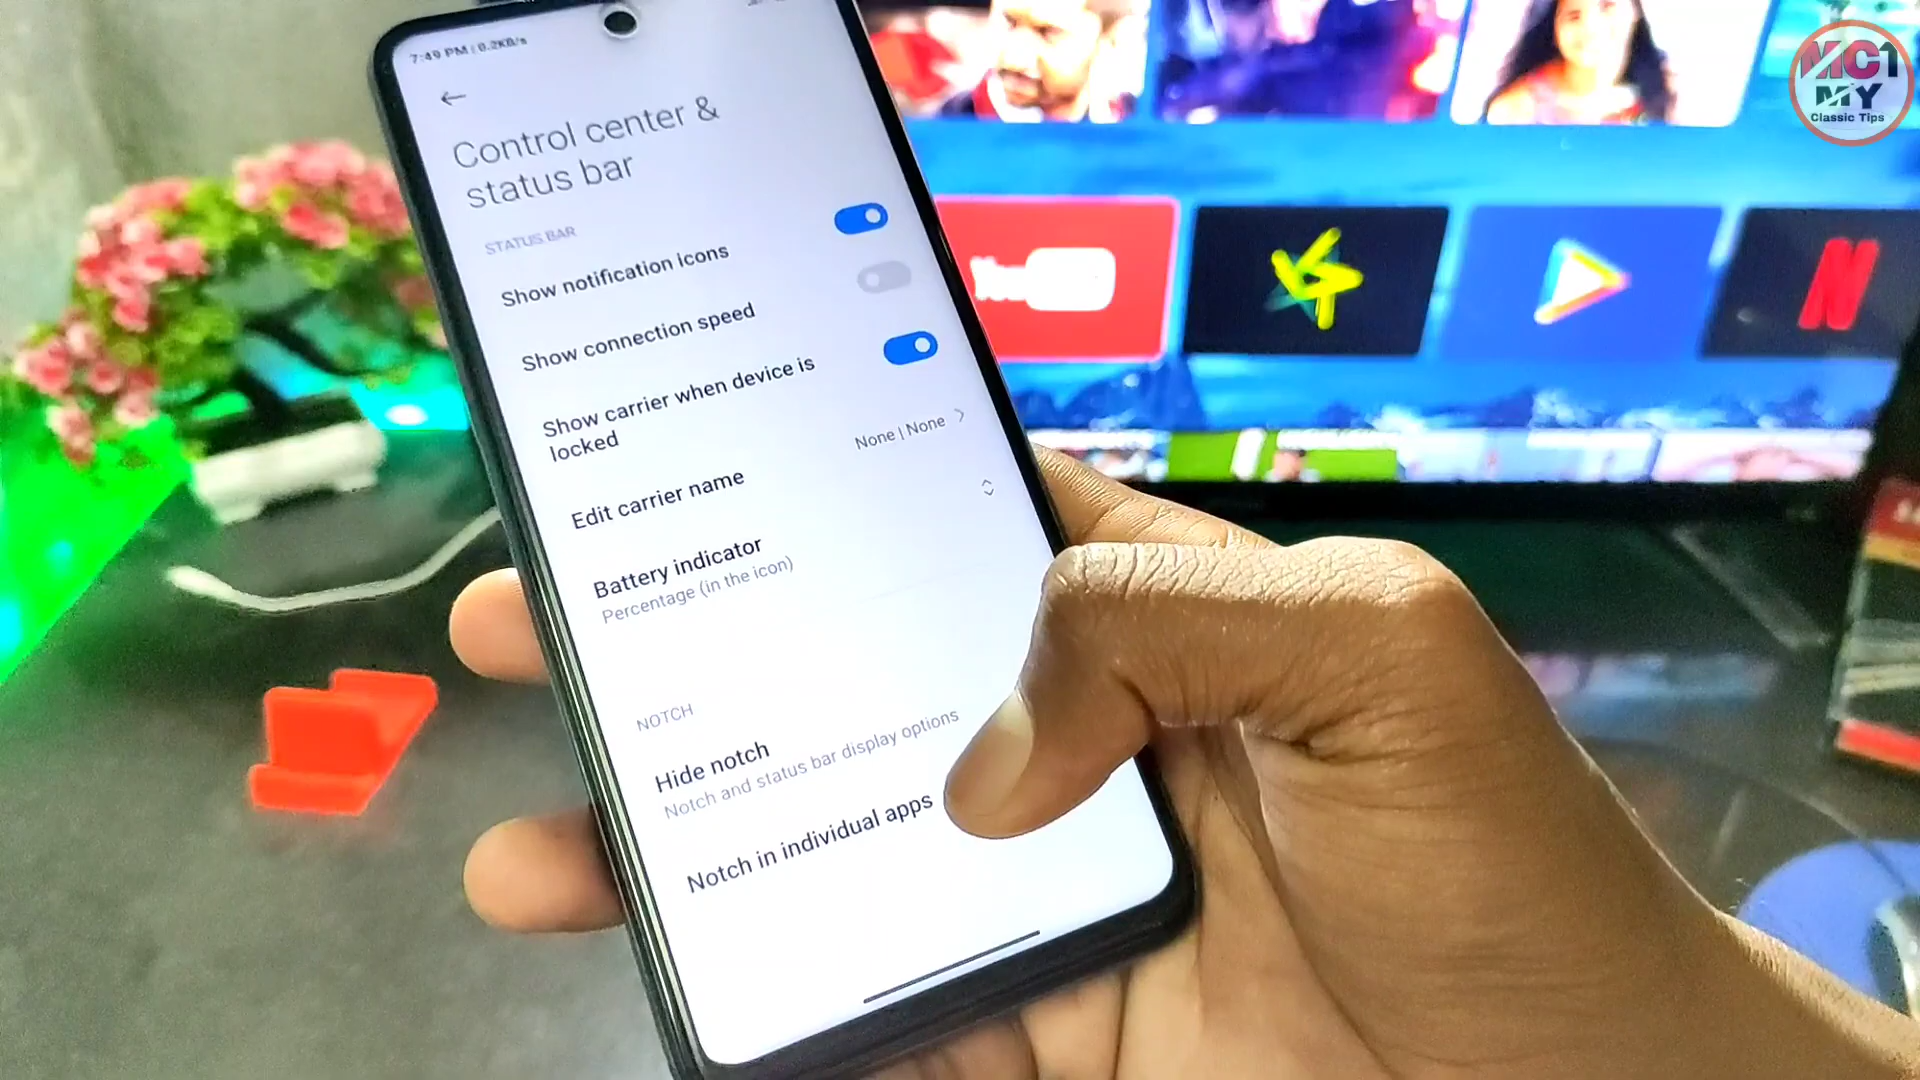 7:49 PM | 0.2KB/s
Control center &
status bar
STATUS BAR
Show notification icons
Show connection speed
Show carrier when device is
locked
Edit carrier name
None | None
Battery indicator
Percentage (in the icon)
NOTCH
Hide notch
Notch and status bar display options
Notch in individual apps
You
N
MC1
MY
Classic Tips